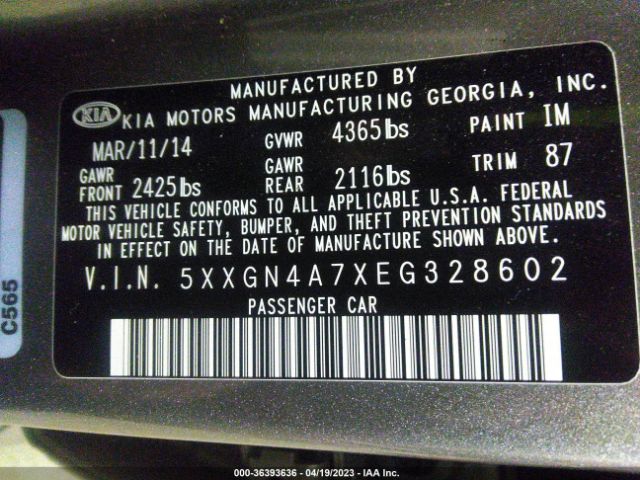 MANUFACTURED BY
KIA KIA MOTORS MANUFACTURING GEORGIA, INC.
MAR/11/14 GVWR 4365lbs PAINT IM
GAWR FRONT 2425lbs GAWR REAR 2116lbs TRIM 87
THIS VEHICLE CONFORMS TO ALL APPLICABLE U.S.A. FEDERAL
MOTOR VEHICLE SAFETY, BUMPER, AND THEFT PREVENTION STANDARDS
IN EFFECT ON THE DATE OF MANUFACTURE SHOWN ABOVE.
V.I.N. 5XXGN4A7XEG328602
PASSENGER CAR
C565
000-36393636 - 04/19/2023 - IAA Inc.